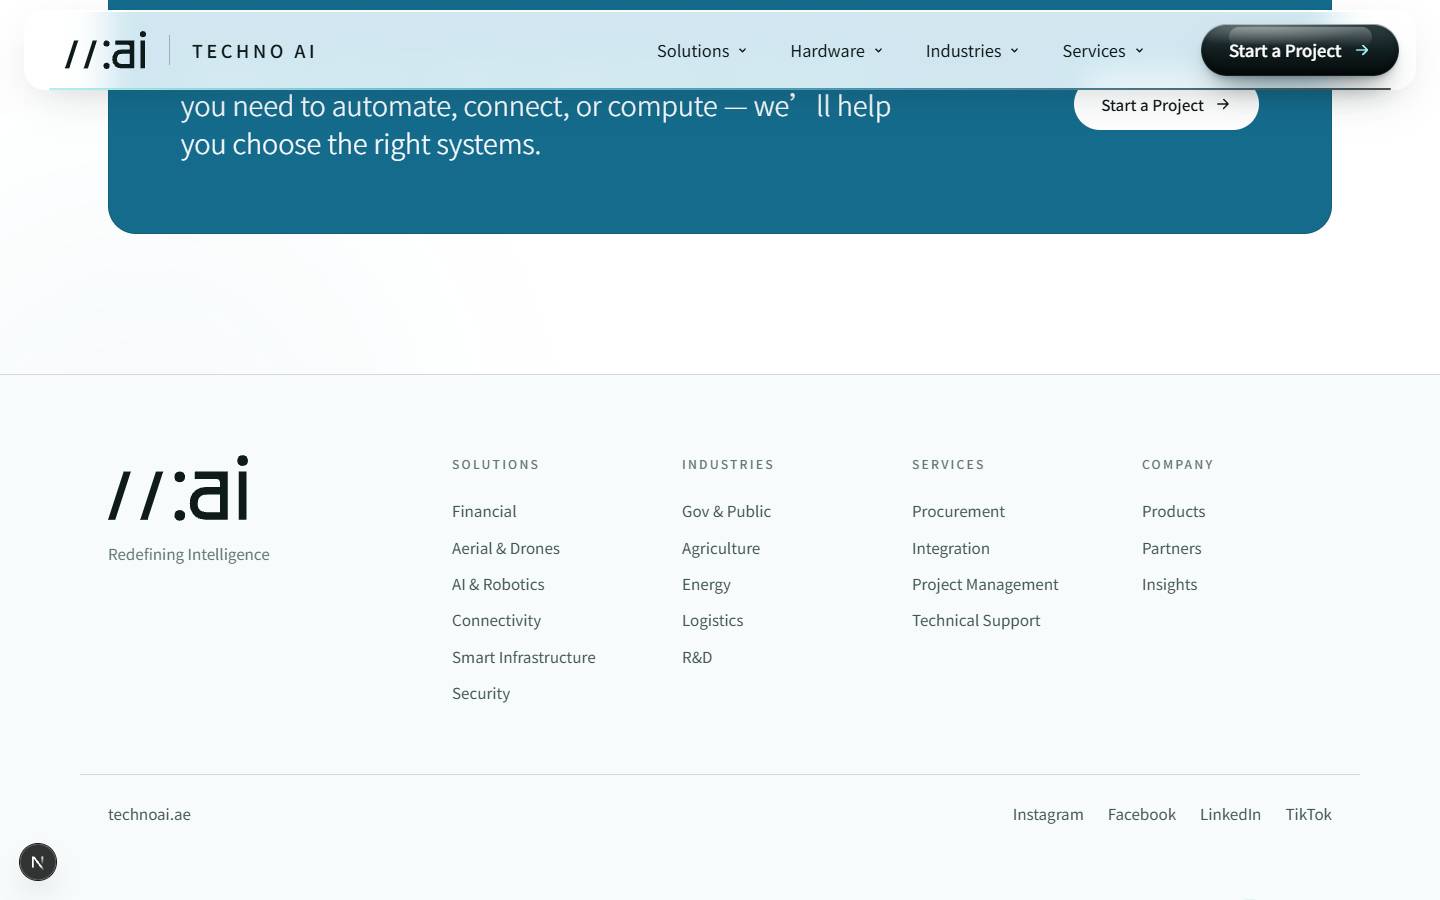 //:ai
TECHNO AI
Solutions
Hardware
Industries
Services
Start a Project →
you need to automate, connect, or compute — we’ll help
you choose the right systems.
Start a Project →
//:ai
Redefining Intelligence
SOLUTIONS
Financial
Aerial & Drones
AI & Robotics
Connectivity
Smart Infrastructure
Security
INDUSTRIES
Gov & Public
Agriculture
Energy
Logistics
R&D
SERVICES
Procurement
Integration
Project Management
Technical Support
COMPANY
Products
Partners
Insights
technoai.ae
Instagram
Facebook
LinkedIn
TikTok
N